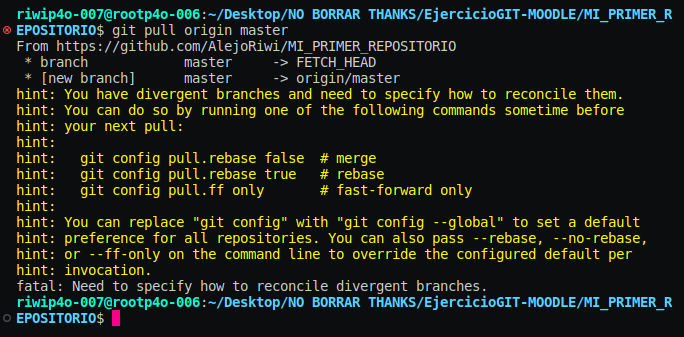 riwip4o-007@rootp4o-006:~/Desktop/NO BORRAR THANKS/EjercicioGIT-MOODLE/MI_PRIMER_R
EPOSITORIO$ git pull origin master
From https://github.com/AlejoRiwi/MI_PRIMER_REPOSITORIO
 * branch            master     -> FETCH_HEAD
 * [new branch]      master     -> origin/master
hint: You have divergent branches and need to specify how to reconcile them.
hint: You can do so by running one of the following commands sometime before
hint: your next pull:
hint:
hint:   git config pull.rebase false  # merge
hint:   git config pull.rebase true   # rebase
hint:   git config pull.ff only       # fast-forward only
hint:
hint: You can replace "git config" with "git config --global" to set a default
hint: preference for all repositories. You can also pass --rebase, --no-rebase,
hint: or --ff-only on the command line to override the configured default per
hint: invocation.
fatal: Need to specify how to reconcile divergent branches.
riwip4o-007@rootp4o-006:~/Desktop/NO BORRAR THANKS/EjercicioGIT-MOODLE/MI_PRIMER_R
EPOSITORIO$